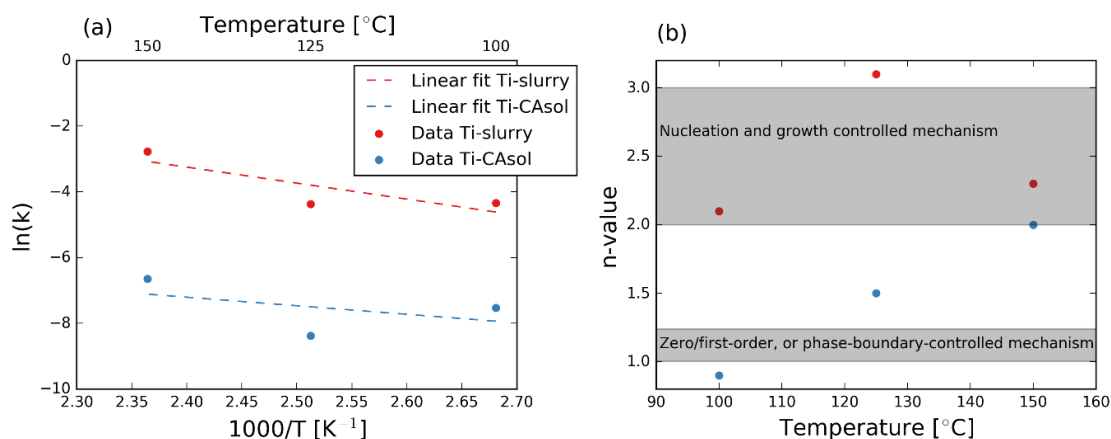 (a)
Temperature [°C]
150 125 100
0
−2
−4
−6
−8
−10
ln(k)
Linear fit Ti-slurry
Linear fit Ti-CAsol
Data Ti-slurry
Data Ti-CAsol
2.30 2.35 2.40 2.45 2.50 2.55 2.60 2.65 2.70
1000/T [K⁻¹]
(b)
3.0
2.5
2.0
1.5
1.0
n-value
Nucleation and growth controlled mechanism
Zero/first-order, or phase-boundary-controlled mechanism
90 100 110 120 130 140 150 160
Temperature [°C]